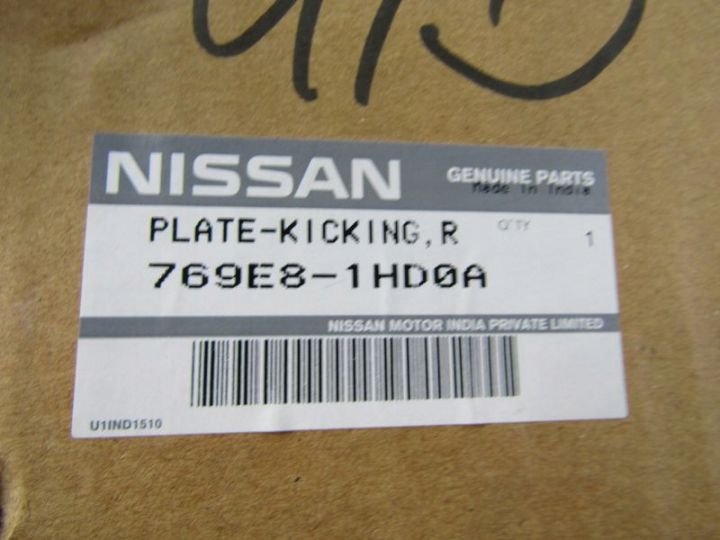 NISSAN
GENUINE PARTS
Made in India
PLATE-KICKING,R
Q'TY 1
769E8-1HD0A
NISSAN MOTOR INDIA PRIVATE LIMITED
U1IND1510